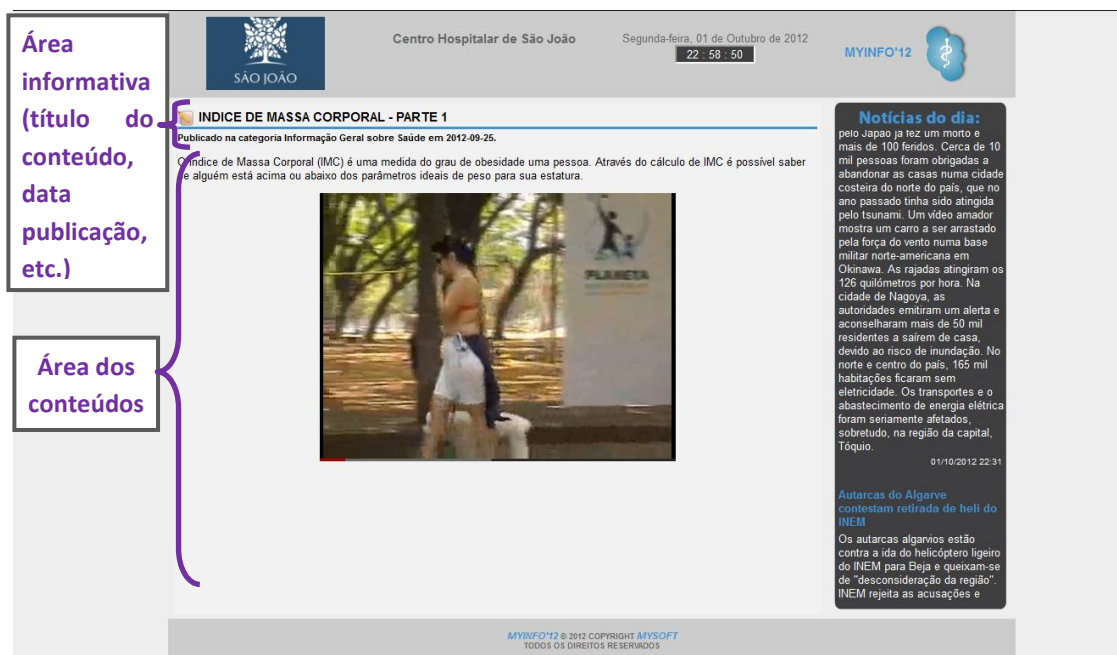 Área
informativa
(título do
conteúdo,
data
publicação,
etc.)
Área dos
conteúdos
SÃO JOÃO
Centro Hospitalar de São João
Segunda-feira, 01 de Outubro de 2012
22 : 58 : 50
MYINFO'12
INDICE DE MASSA CORPORAL - PARTE 1
Publicado na categoria Informação Geral sobre Saúde em 2012-09-25.
O Índice de Massa Corporal (IMC) é uma medida do grau de obesidade uma pessoa. Através do cálculo de IMC é possível saber
se alguém está acima ou abaixo dos parâmetros ideais de peso para sua estatura.
PLANETA
Notícias do dia:
pelo Japão já fez um morto e
mais de 100 feridos. Cerca de 10
mil pessoas foram obrigadas a
abandonar as casas numa cidade
costeira do norte do país, que no
ano passado tinha sido atingida
pelo tsunami. Um vídeo amador
mostra um carro a ser arrastado
pela força do vento numa base
militar norte-americana em
Okinawa. As rajadas atingiram os
126 quilómetros por hora. Na
cidade de Nagoya, as
autoridades emitiram um alerta e
aconselharam mais de 50 mil
residentes a saírem de casa,
devido ao risco de inundação. No
norte e centro do país, 165 mil
habitações ficaram sem
eletricidade. Os transportes e o
abastecimento de energia elétrica
foram seriamente afetados,
sobretudo, na região da capital,
Tóquio.
01/10/2012 22:31
Autarcas do Algarve
contestam retirada de heli do
INEM
Os autarcas algarvios estão
contra a ida do helicóptero ligeiro
do INEM para Beja e queixam-se
de "desconsideração da região".
INEM rejeita as acusações e
MYINFO'12 © 2012 COPYRIGHT MYSOFT
TODOS OS DIREITOS RESERVADOS